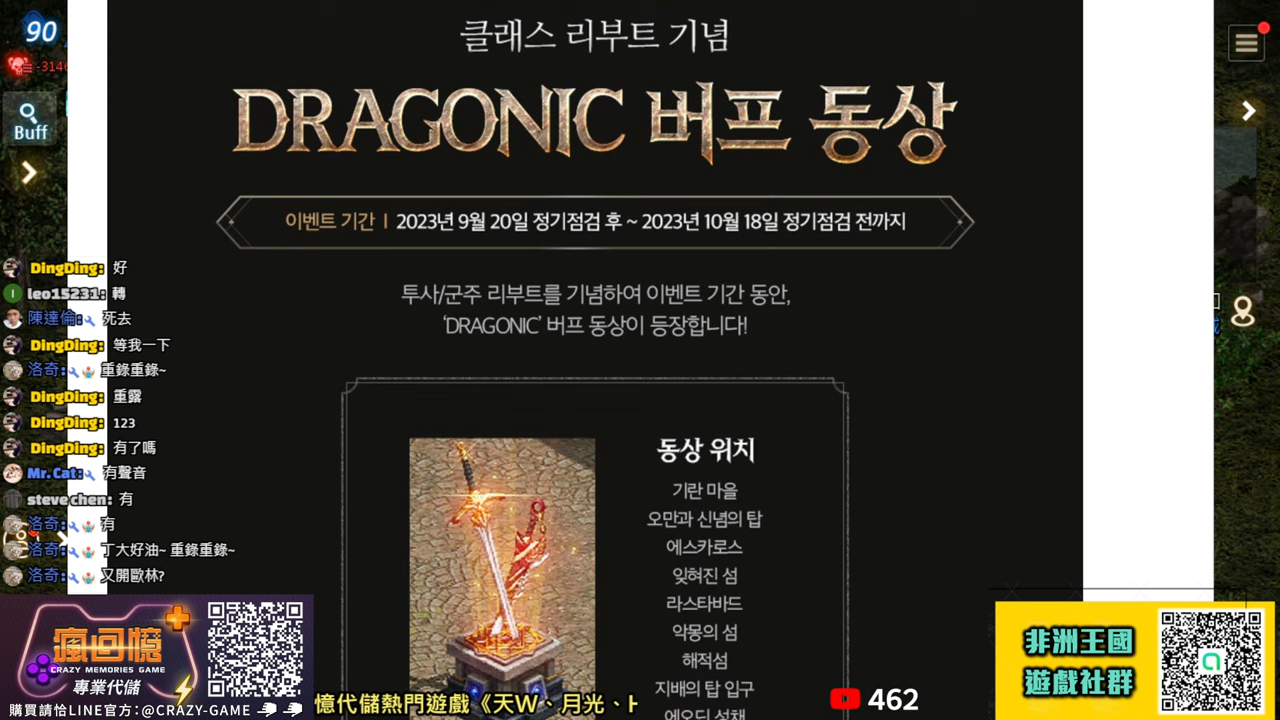 90
클래스 리부트 기념
-3146
DRAGONIC 버프 동상
Buff
이벤트 기간 | 2023년 9월 20일 정기점검 후 ~ 2023년 10월 18일 정기점검 전까지
투사/군주 리부트를 기념하여 이벤트 기간 동안,
'DRAGONIC' 버프 동상이 등장합니다!
DingDing: 好
leo15231: 轉
陳達倫: 死去
DingDing: 等我一下
洛奇: 重錄重錄~
DingDing: 重露
DingDing: 123
DingDing: 有了嗎
Mr.Cat: 有聲音
steve chen: 有
洛奇: 有
洛奇: 丁大好油~ 重錄重錄~
洛奇: 又開歐林?
동상 위치
기란 마을
오만과 신념의 탑
에스카로스
잊혀진 섬
라스타바드
악몽의 섬
해적섬
지배의 탑 입구
에오딘 성채
瘋回憶
CRAZY MEMORIES GAME
專業代儲
購買請恰LINE官方:@CRAZY-GAME
憶代儲熱門遊戲《天W、月光、
462
非洲王國
遊戲社群